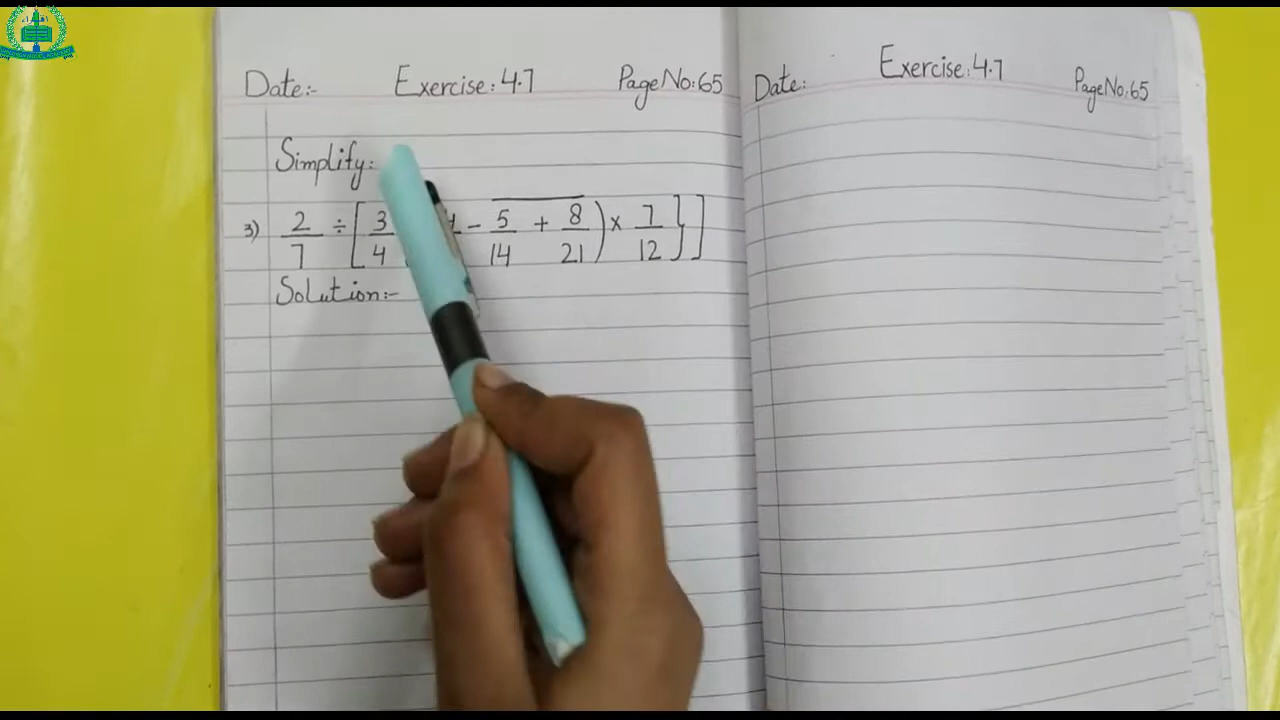 Date:- Exercise: 4.7 Page No: 65
Simplify:
3) 2/7 ÷ [3/4 - 5/14 + 8/21) × 7/12}]
Solution:-
Date: Exercise: 4.7 Page No: 65